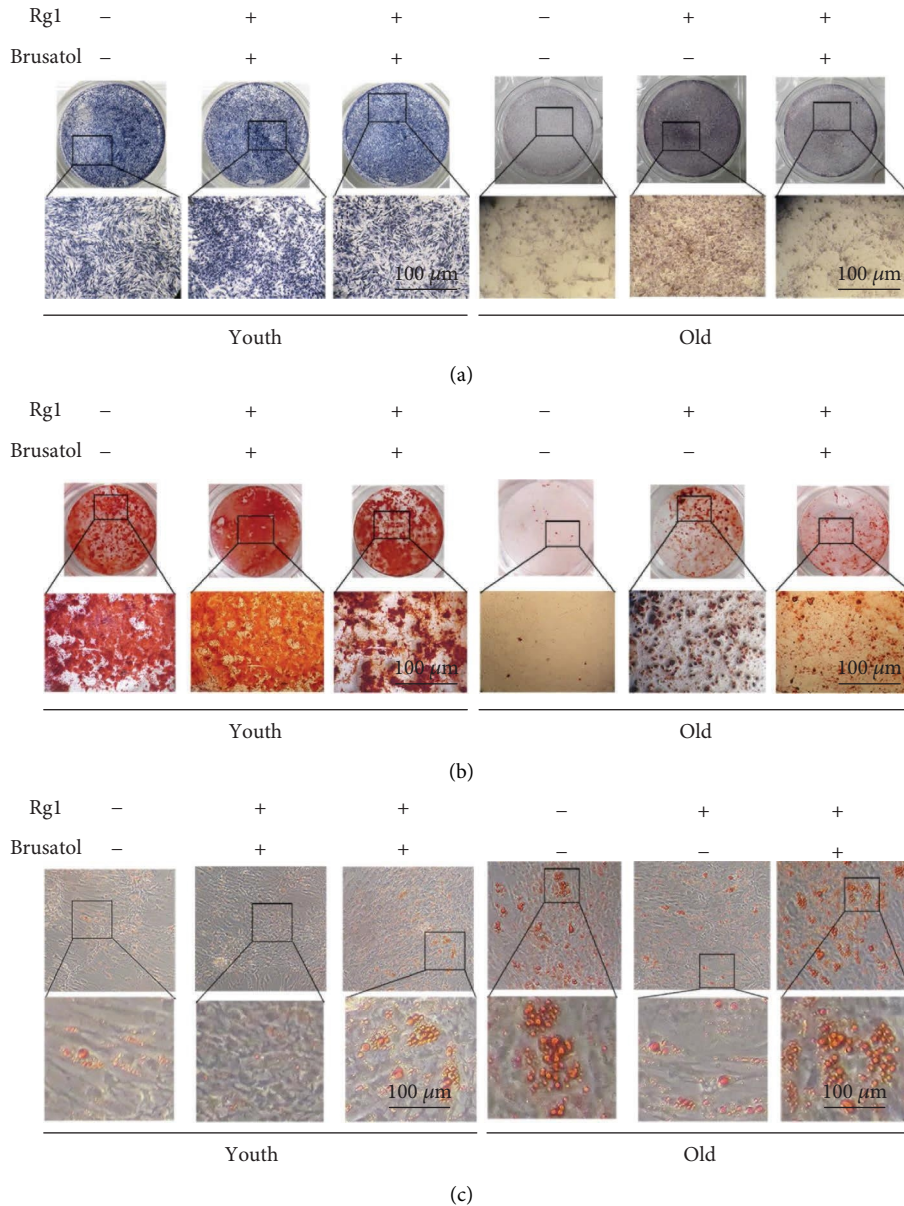 Rg1 − + + − + +
Brusatol − + + − − +
100 μm 100 μm
Youth Old
(a)
Rg1 − + + − + +
Brusatol − + + − − +
100 μm 100 μm
Youth Old
(b)
Rg1 − + + − + +
Brusatol − + + − − +
100 μm 100 μm
Youth Old
(c)